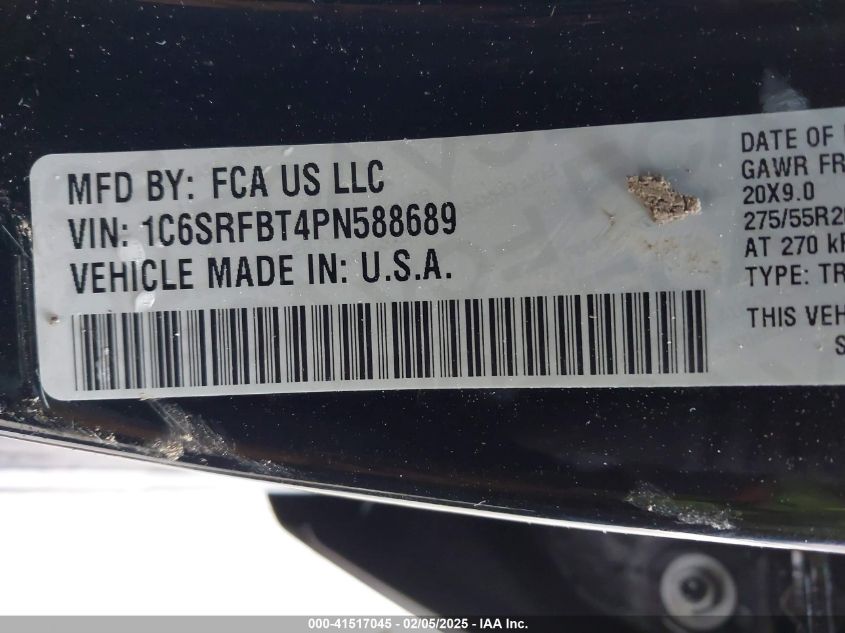 MFD BY: FCA US LLC
VIN: 1C6SRFBT4PN588689
VEHICLE MADE IN: U.S.A.
DATE OF
GAWR FR
20X9.0
275/55R2
AT 270 kP
TYPE: TR
THIS VEH
S
000-41517045 - 02/05/2025 - IAA Inc.